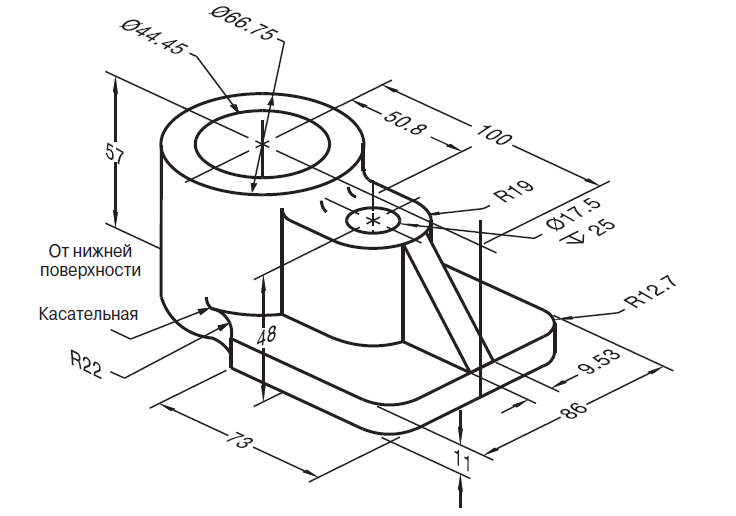 Ø44.45
Ø66.75
50.8
100
57
R19
Ø17.5
25
От нижней
поверхности
Касательная
R22
48
R12.7
9.53
86
73
11